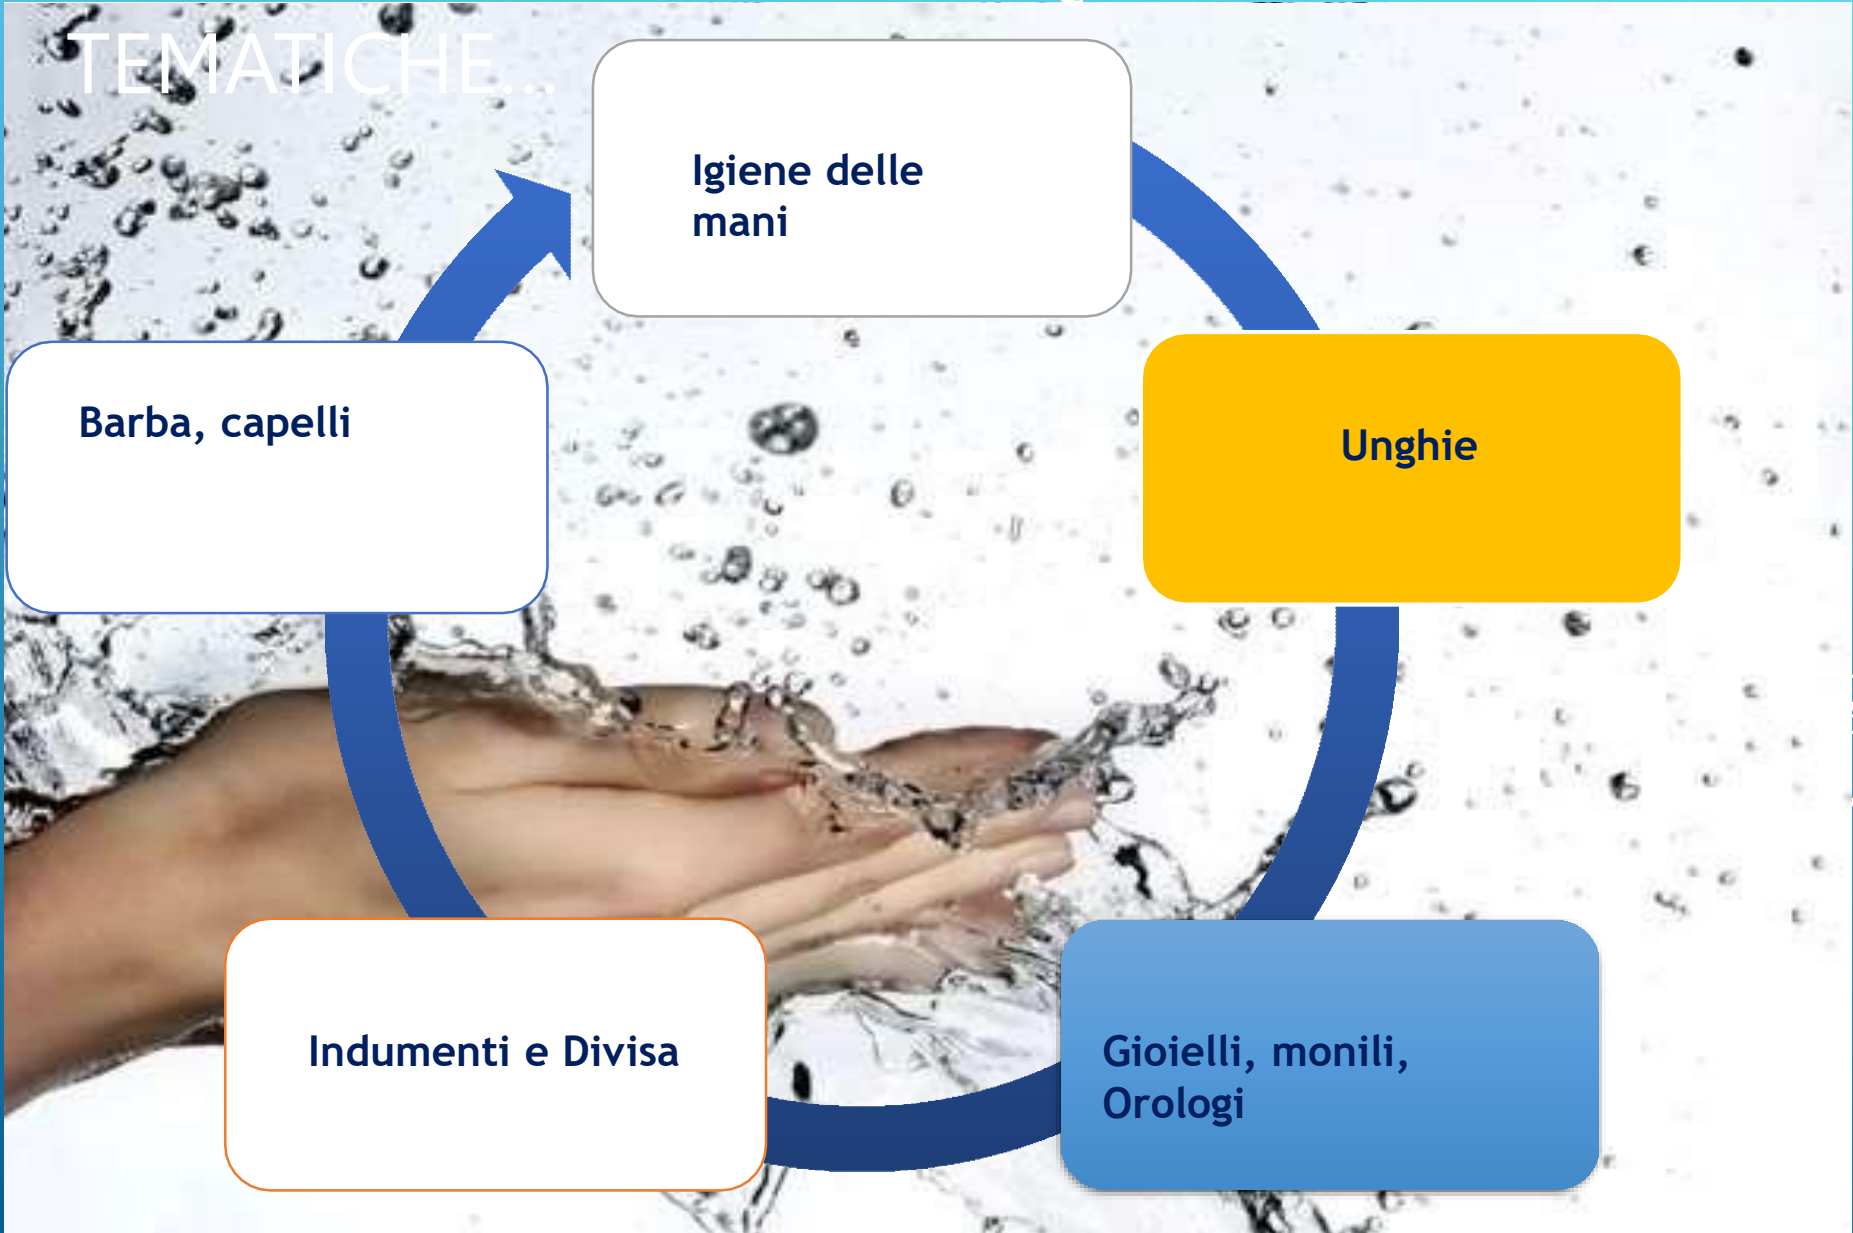 TEMATICHE...
Igiene delle
mani
Unghie
Barba, capelli
Indumenti e Divisa
Gioielli, monili,
Orologi